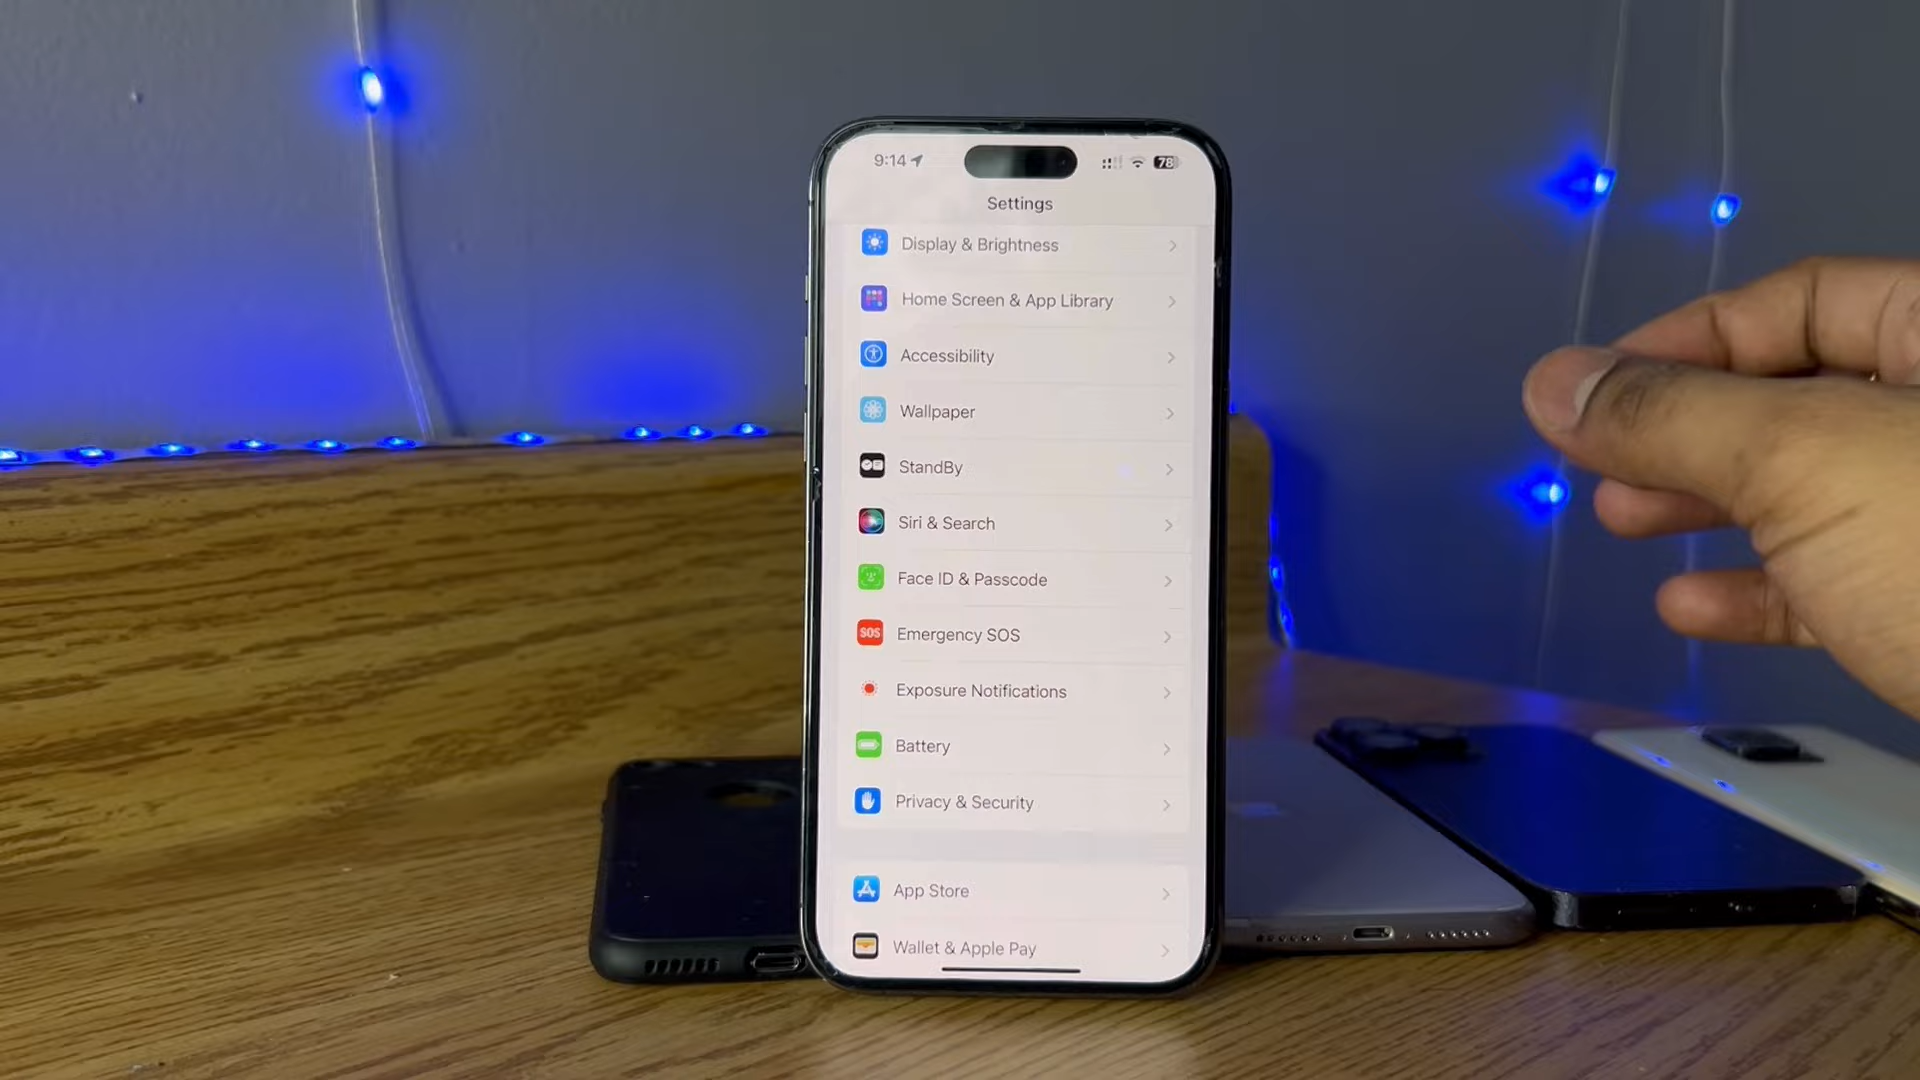 9:14
78
Settings
Display & Brightness
Home Screen & App Library
Accessibility
Wallpaper
StandBy
Siri & Search
Face ID & Passcode
SOS
Emergency SOS
Exposure Notifications
Battery
Privacy & Security
App Store
Wallet & Apple Pay